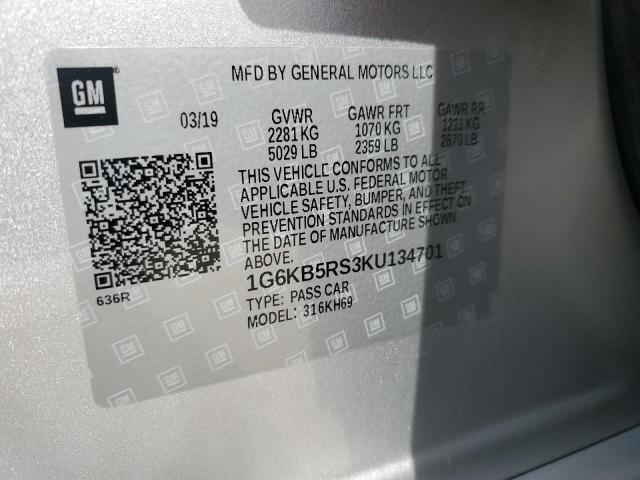 GM
MFD BY GENERAL MOTORS LLC
03/19 GVWR GAWR FRT GAWR RR
2281 KG 1070 KG 1211 KG
5029 LB 2359 LB 2670 LB
THIS VEHICLE CONFORMS TO ALL
APPLICABLE U.S. FEDERAL MOTOR
VEHICLE SAFETY, BUMPER, AND THEFT
PREVENTION STANDARDS IN EFFECT ON
THE DATE OF MANUFACTURE SHOWN
ABOVE.
1G6KB5RS3KU134701
636R TYPE: PASS CAR
MODEL: 316KH69